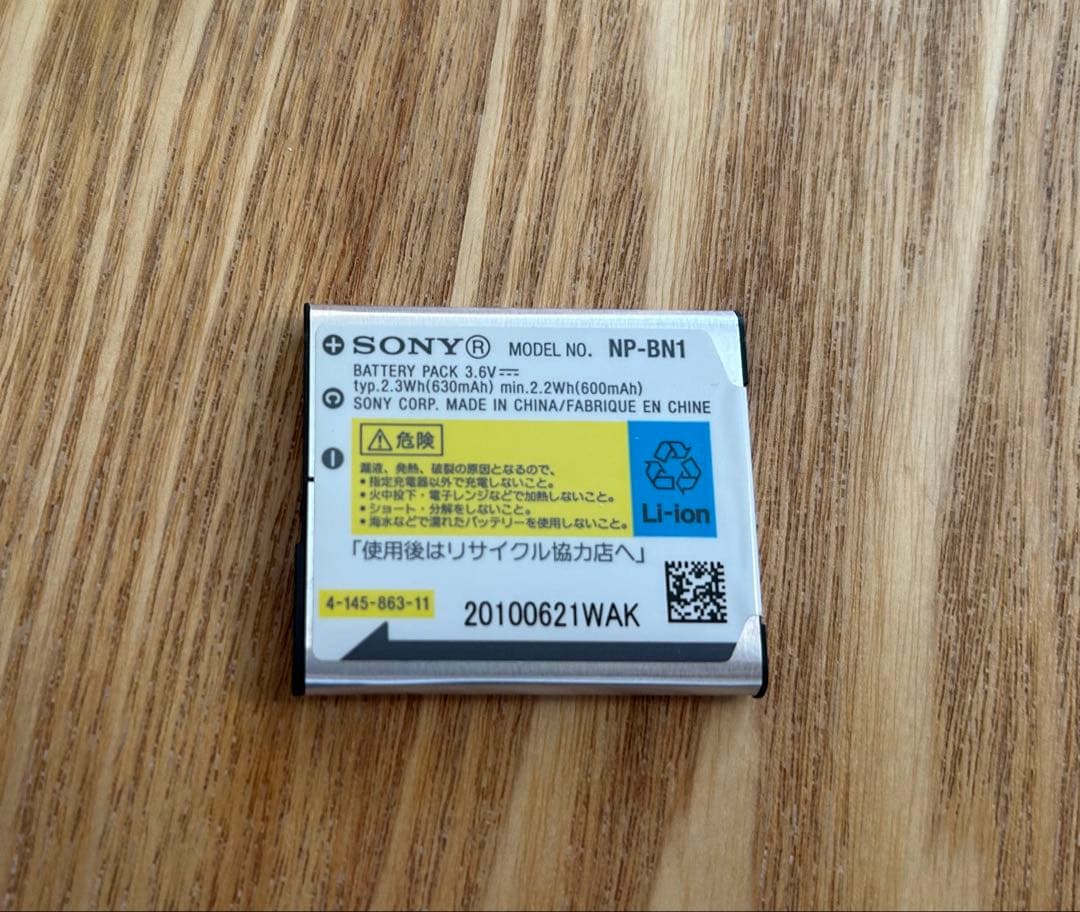 SONY® MODEL NO. NP-BN1
BATTERY PACK 3.6V⎓
typ.2.3Wh(630mAh) min.2.2Wh(600mAh)
SONY CORP. MADE IN CHINA/FABRIQUE EN CHINE
⚠危険
漏液、発熱、破裂の原因となるので、
•指定充電器以外で充電しないこと。
•火中投下・電子レンジなどで加熱しないこと。
•ショート・分解をしないこと。
•海水などで濡れたバッテリーを使用しないこと。
Li-ion
「使用後はリサイクル協力店へ」
4-145-863-11
20100621WAK